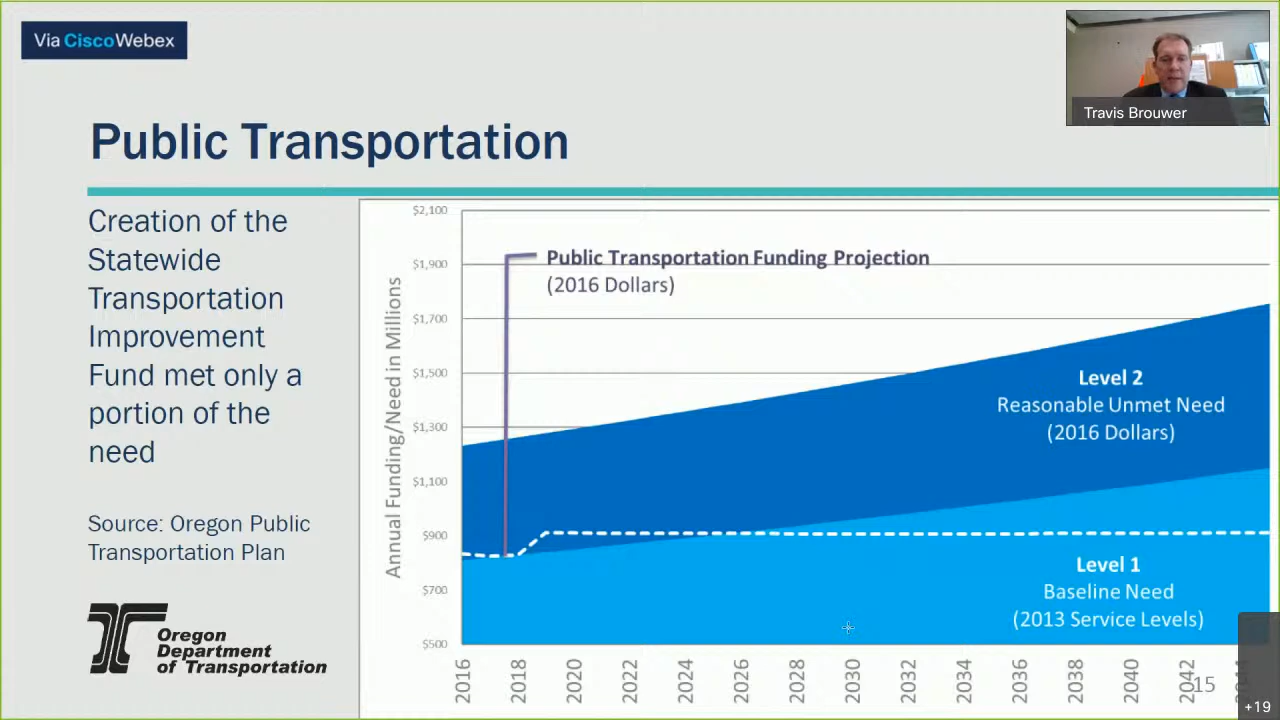 Via CiscoWebex
Travis Brouwer
Public Transportation
Creation of the
Statewide
Transportation
Improvement
Fund met only a
portion of the
need
Source: Oregon Public
Transportation Plan
Oregon
Department
of Transportation
Annual Funding/Need in Millions
$2,100
$1,900
$1,700
$1,500
$1,300
$1,100
$900
$700
$500
Public Transportation Funding Projection
(2016 Dollars)
Level 2
Reasonable Unmet Need
(2016 Dollars)
Level 1
Baseline Need
(2013 Service Levels)
2016
2018
2020
2022
2024
2026
2028
2030
2032
2034
2036
2038
2040
2042
2044
15
+19